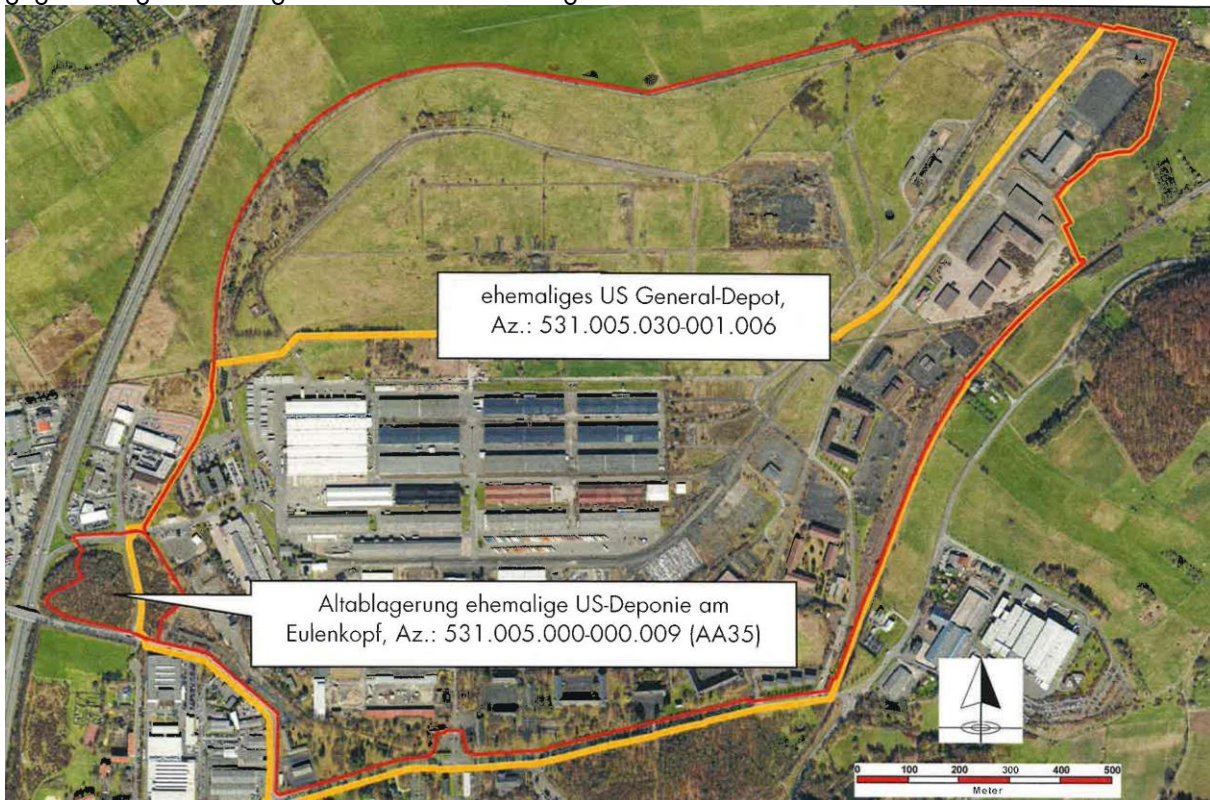 ehemaliges US General-Depot,
Az.: 531.005.030-001.006
Altablagerung ehemalige US-Deponie am
Eulenkopf, Az.: 531.005.000-000.009 (AA35)
0 100 200 300 400 500
Meter